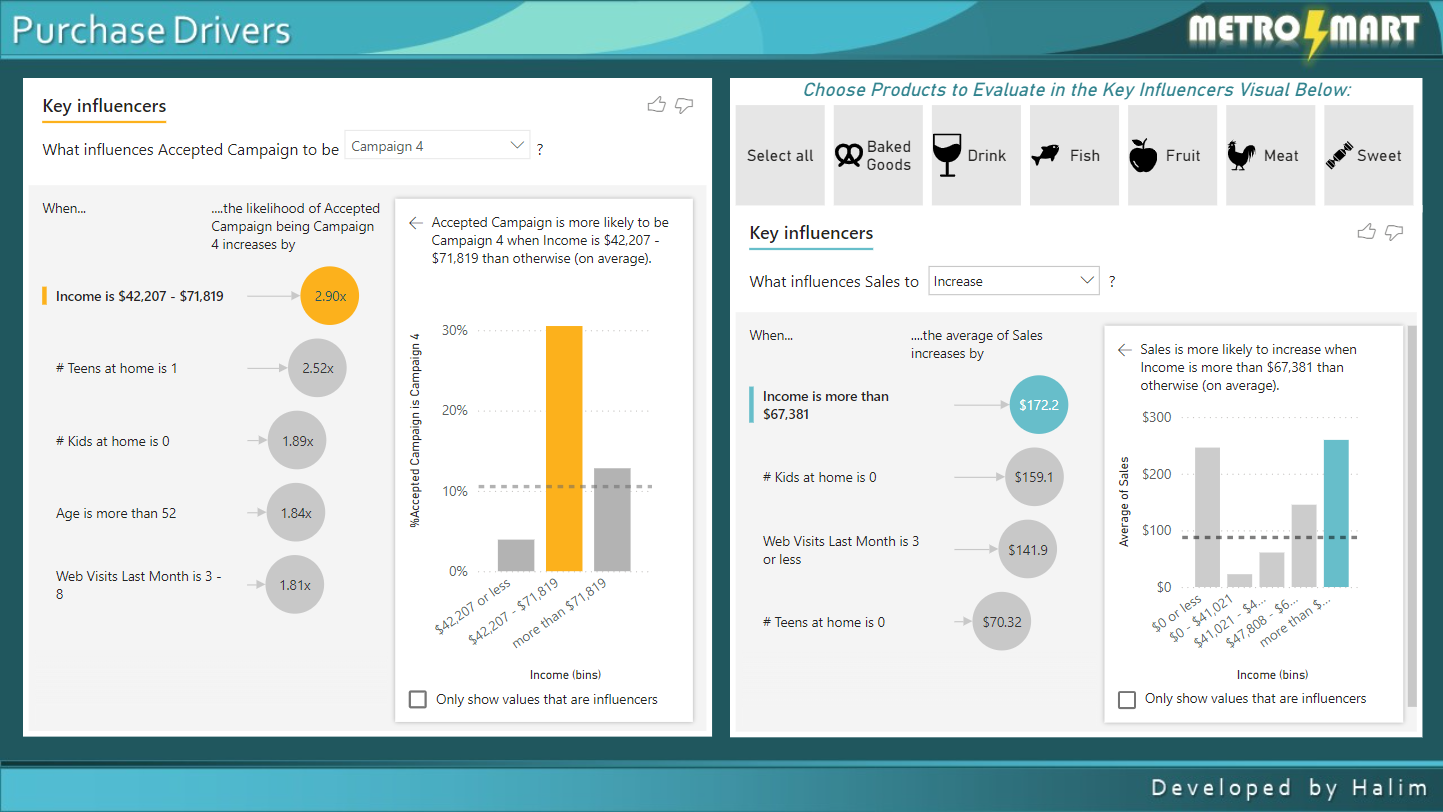 Purchase Drivers
METRO MART
Key influencers
What influences Accepted Campaign to be
Campaign 4
?
When...
....the likelihood of Accepted
Campaign being Campaign
4 increases by
Income is $42,207 - $71,819
2.90x
# Teens at home is 1
2.52x
# Kids at home is 0
1.89x
Age is more than 52
1.84x
Web Visits Last Month is 3 -
8
1.81x
Accepted Campaign is more likely to be
Campaign 4 when Income is $42,207 -
$71,819 than otherwise (on average).
%Accepted Campaign is Campaign 4
30%
20%
10%
0%
$42,207 or less
$42,207 - $71,819
more than $71,819
Income (bins)
Only show values that are influencers
Choose Products to Evaluate in the Key Influencers Visual Below:
Select all
Baked
Goods
Drink
Fish
Fruit
Meat
Sweet
Key influencers
What influences Sales to
Increase
?
When...
....the average of Sales
increases by
Income is more than
$67,381
$172.2
# Kids at home is 0
$159.1
Web Visits Last Month is 3
or less
$141.9
# Teens at home is 0
$70.32
Sales is more likely to increase when
Income is more than $67,381 than
otherwise (on average).
Average of Sales
$300
$200
$100
$0
$0 or less
$0 - $41,021
$41,021 - $4...
$47,808 - $6...
more than $...
Income (bins)
Only show values that are influencers
Developed by Halim